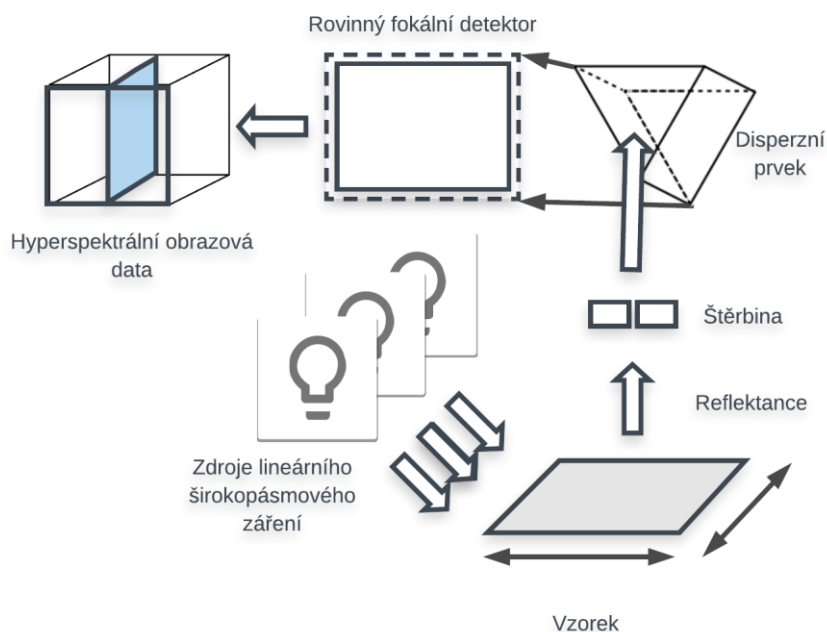 Rovinný fokální detektor
Disperzní
prvek
Hyperspektrální obrazová
data
Štěrbina
Reflektance
Zdroje lineárního
širokopásmového
záření
Vzorek